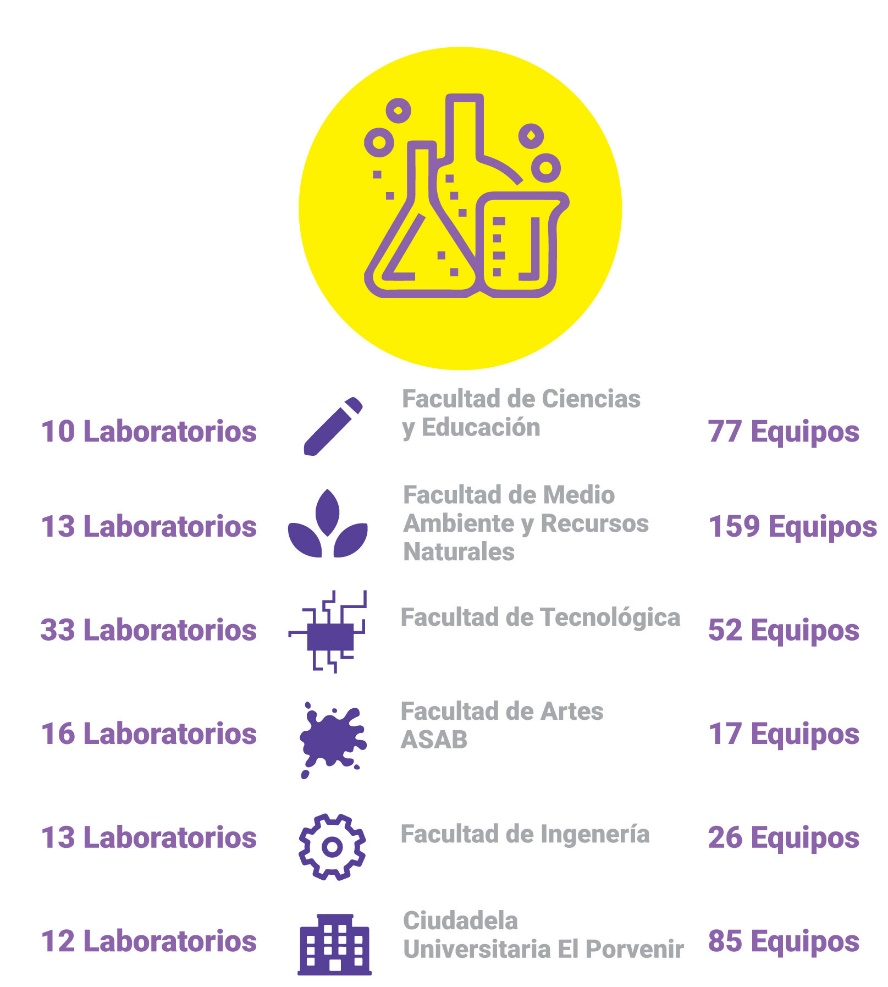 10 Laboratorios
Facultad de Ciencias
y Educación
77 Equipos
13 Laboratorios
Facultad de Medio
Ambiente y Recursos
Naturales
159 Equipos
33 Laboratorios
Facultad de Tecnológica
52 Equipos
16 Laboratorios
Facultad de Artes
ASAB
17 Equipos
13 Laboratorios
Facultad de Ingenería
26 Equipos
12 Laboratorios
Ciudadela
Universitaria El Porvenir
85 Equipos